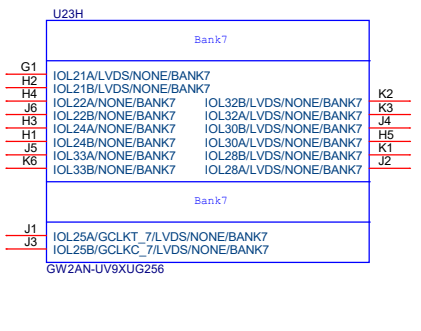 U23H
Bank7
G1 IOL21A/LVDS/NONE/BANK7
H2 IOL21B/LVDS/NONE/BANK7
H4 IOL22A/NONE/BANK7 IOL32B/LVDS/NONE/BANK7 K2
J6 IOL22B/NONE/BANK7 IOL32A/LVDS/NONE/BANK7 K3
H3 IOL24A/NONE/BANK7 IOL30B/LVDS/NONE/BANK7 J4
H1 IOL24B/NONE/BANK7 IOL30A/LVDS/NONE/BANK7 H5
J5 IOL33A/NONE/BANK7 IOL28B/LVDS/NONE/BANK7 K1
K6 IOL33B/NONE/BANK7 IOL28A/LVDS/NONE/BANK7 J2
Bank7
J1 IOL25A/GCLKT_7/LVDS/NONE/BANK7
J3 IOL25B/GCLKC_7/LVDS/NONE/BANK7
GW2AN-UV9XUG256